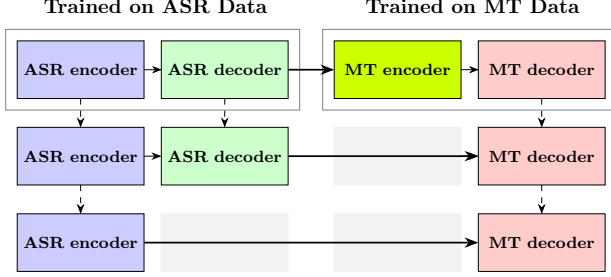 Trained on ASR Data Trained on MT Data
ASR encoder ASR decoder MT encoder MT decoder
ASR encoder ASR decoder MT decoder
ASR encoder MT decoder